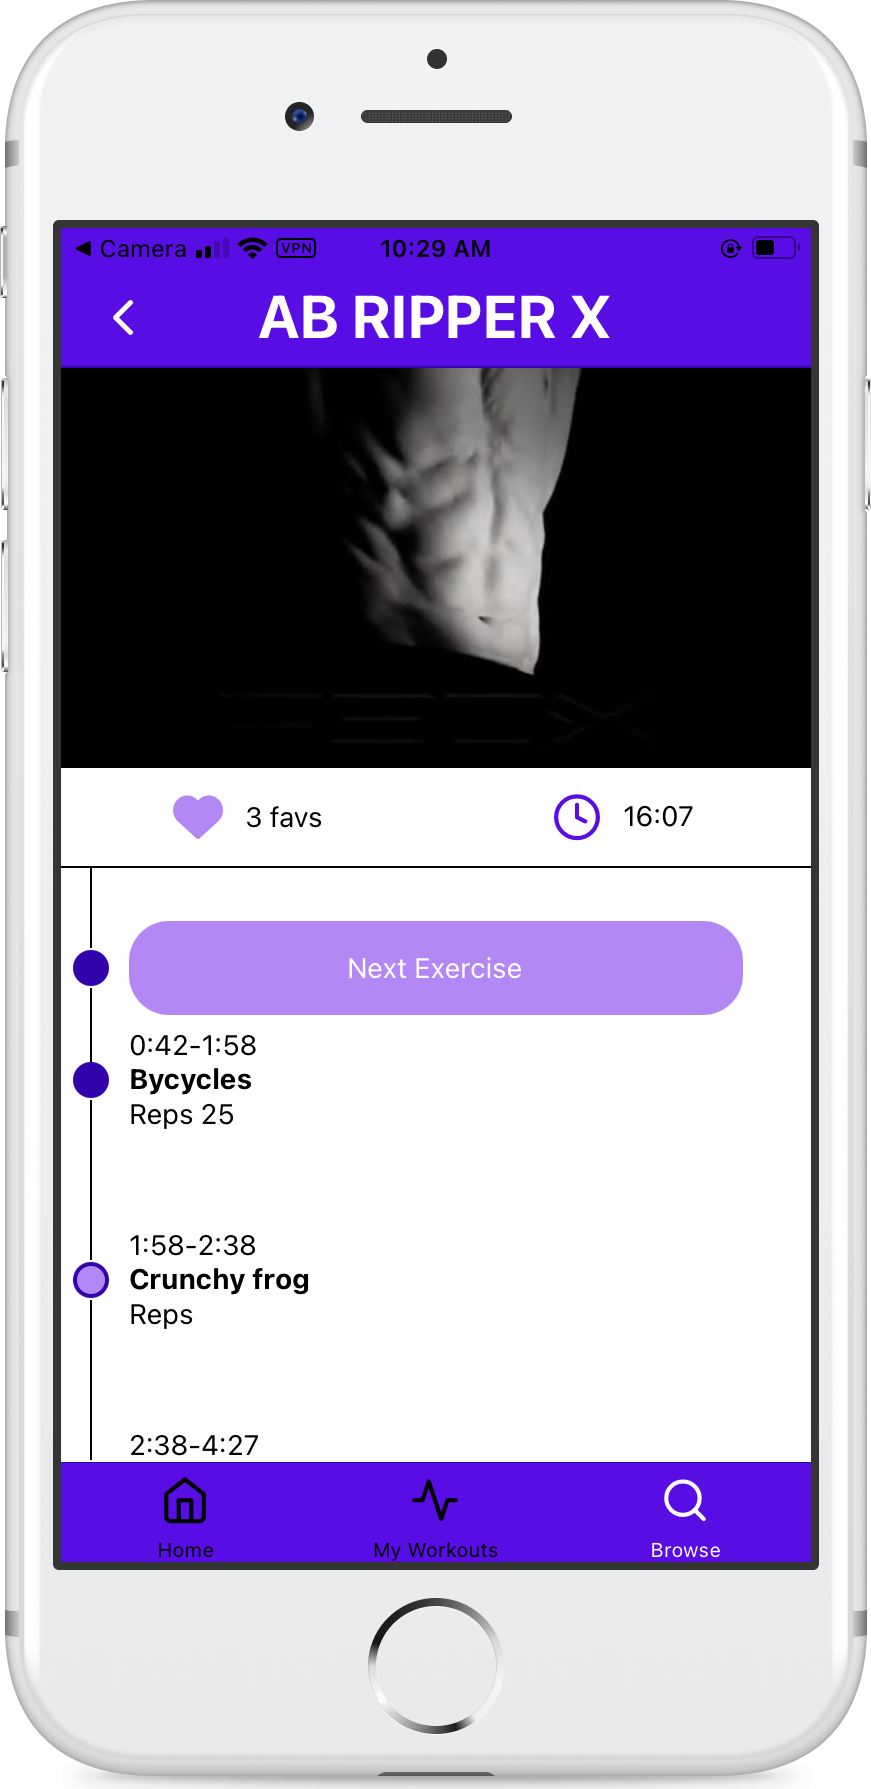 Camera VPN 10:29 AM
AB RIPPER X
3 favs 16:07
Next Exercise
0:42-1:58
Bycycles
Reps 25
1:58-2:38
Crunchy frog
Reps
2:38-4:27
Home My Workouts Browse